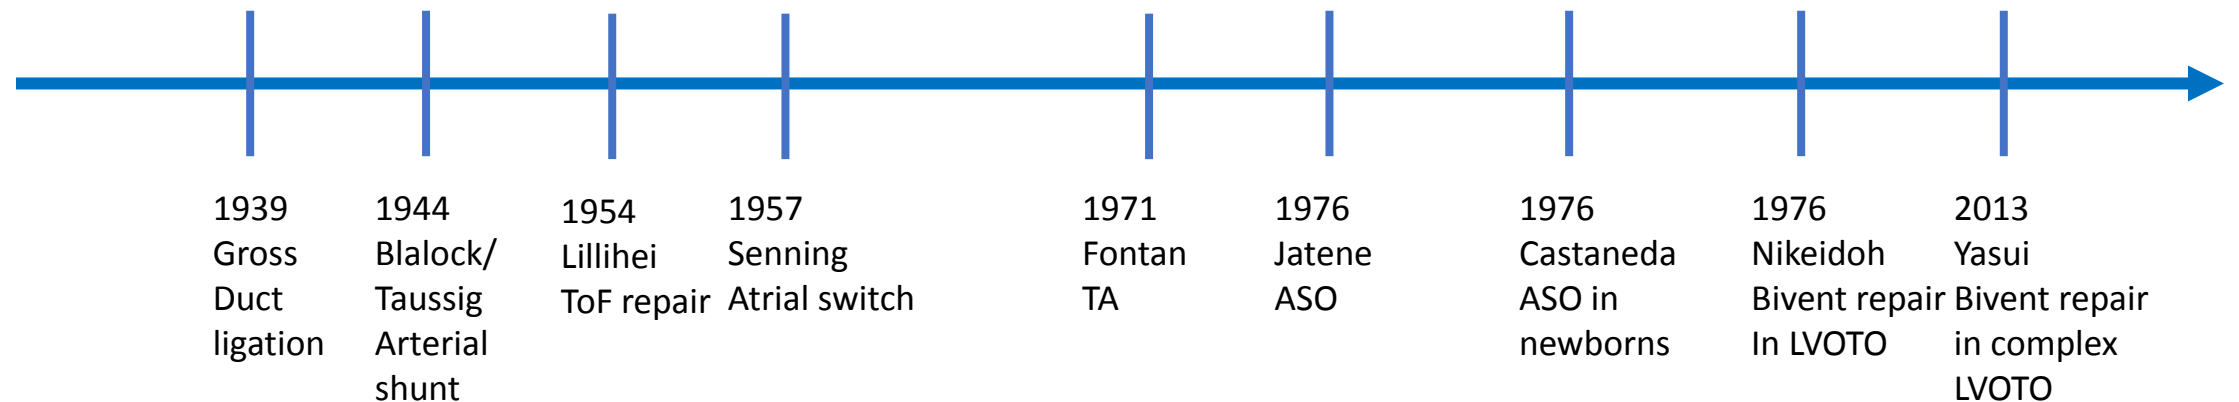 1939
Gross
Duct
ligation
1944
Blalock/
Taussig
Arterial
shunt
1954
Lillihei
ToF repair
1957
Senning
Atrial switch
1971
Fontan
TA
1976
Jatene
ASO
1976
Castaneda
ASO in
newborns
1976
Nikeidoh
Bivent repair
In LVOTO
2013
Yasui
Bivent repair
in complex
LVOTO